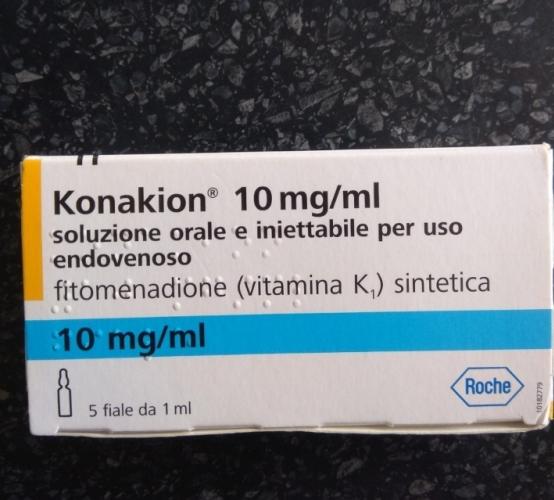 Konakion® 10 mg/ml
soluzione orale e iniettabile per uso
endovenoso
fitomenadione (vitamina K₁) sintetica
10 mg/ml
5 fiale da 1 ml
Roche
10182779